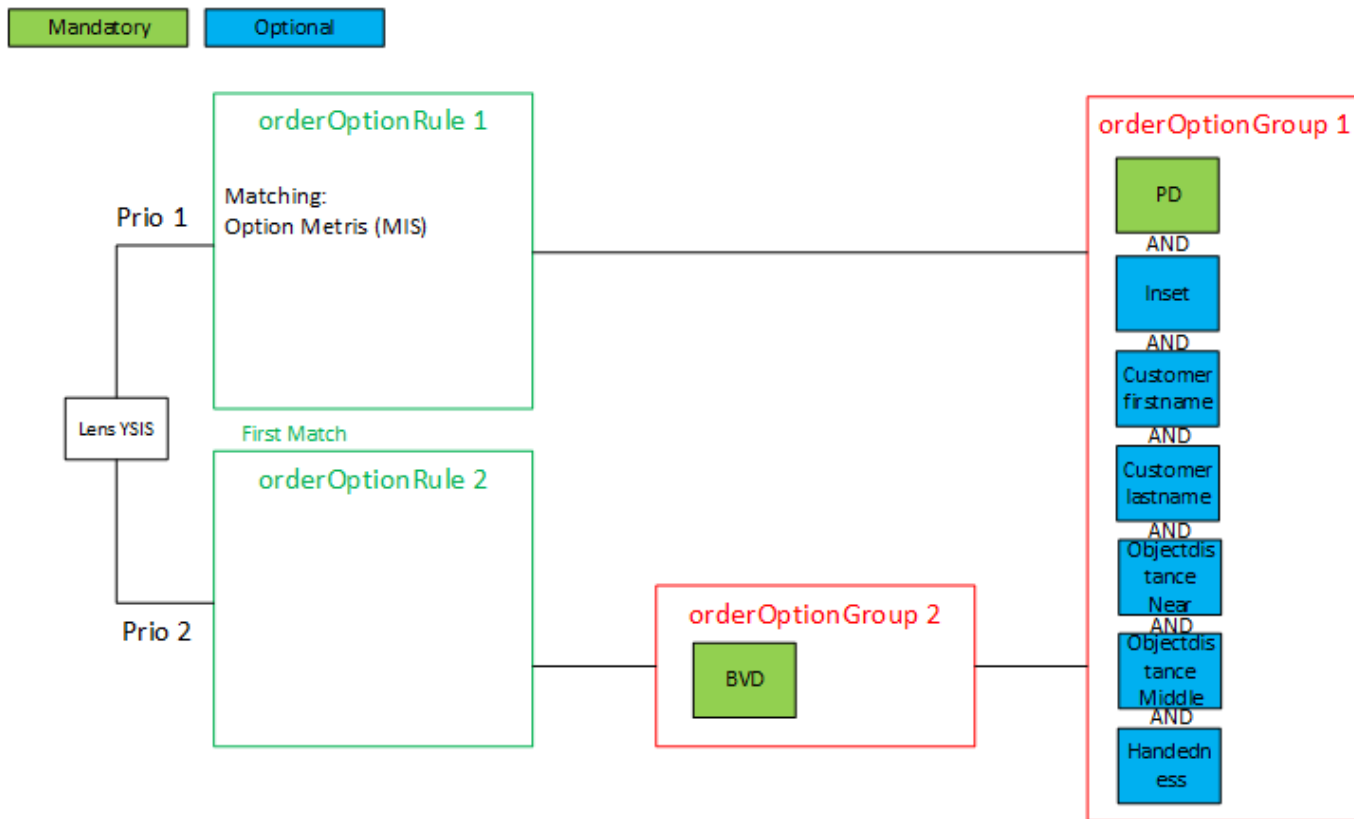 Mandatory
Optional
orderOptionRule 1
Matching:
Option Metris (MIS)
Prio 1
Lens YSIS
First Match
orderOptionRule 2
Prio 2
orderOptionGroup 2
BVD
orderOptionGroup 1
PD
AND
Inset
AND
Customer
firstname
AND
Customer
lastname
AND
Objectdis
tance
Near
AND
Objectdis
tance
Middle
AND
Handedn
ess